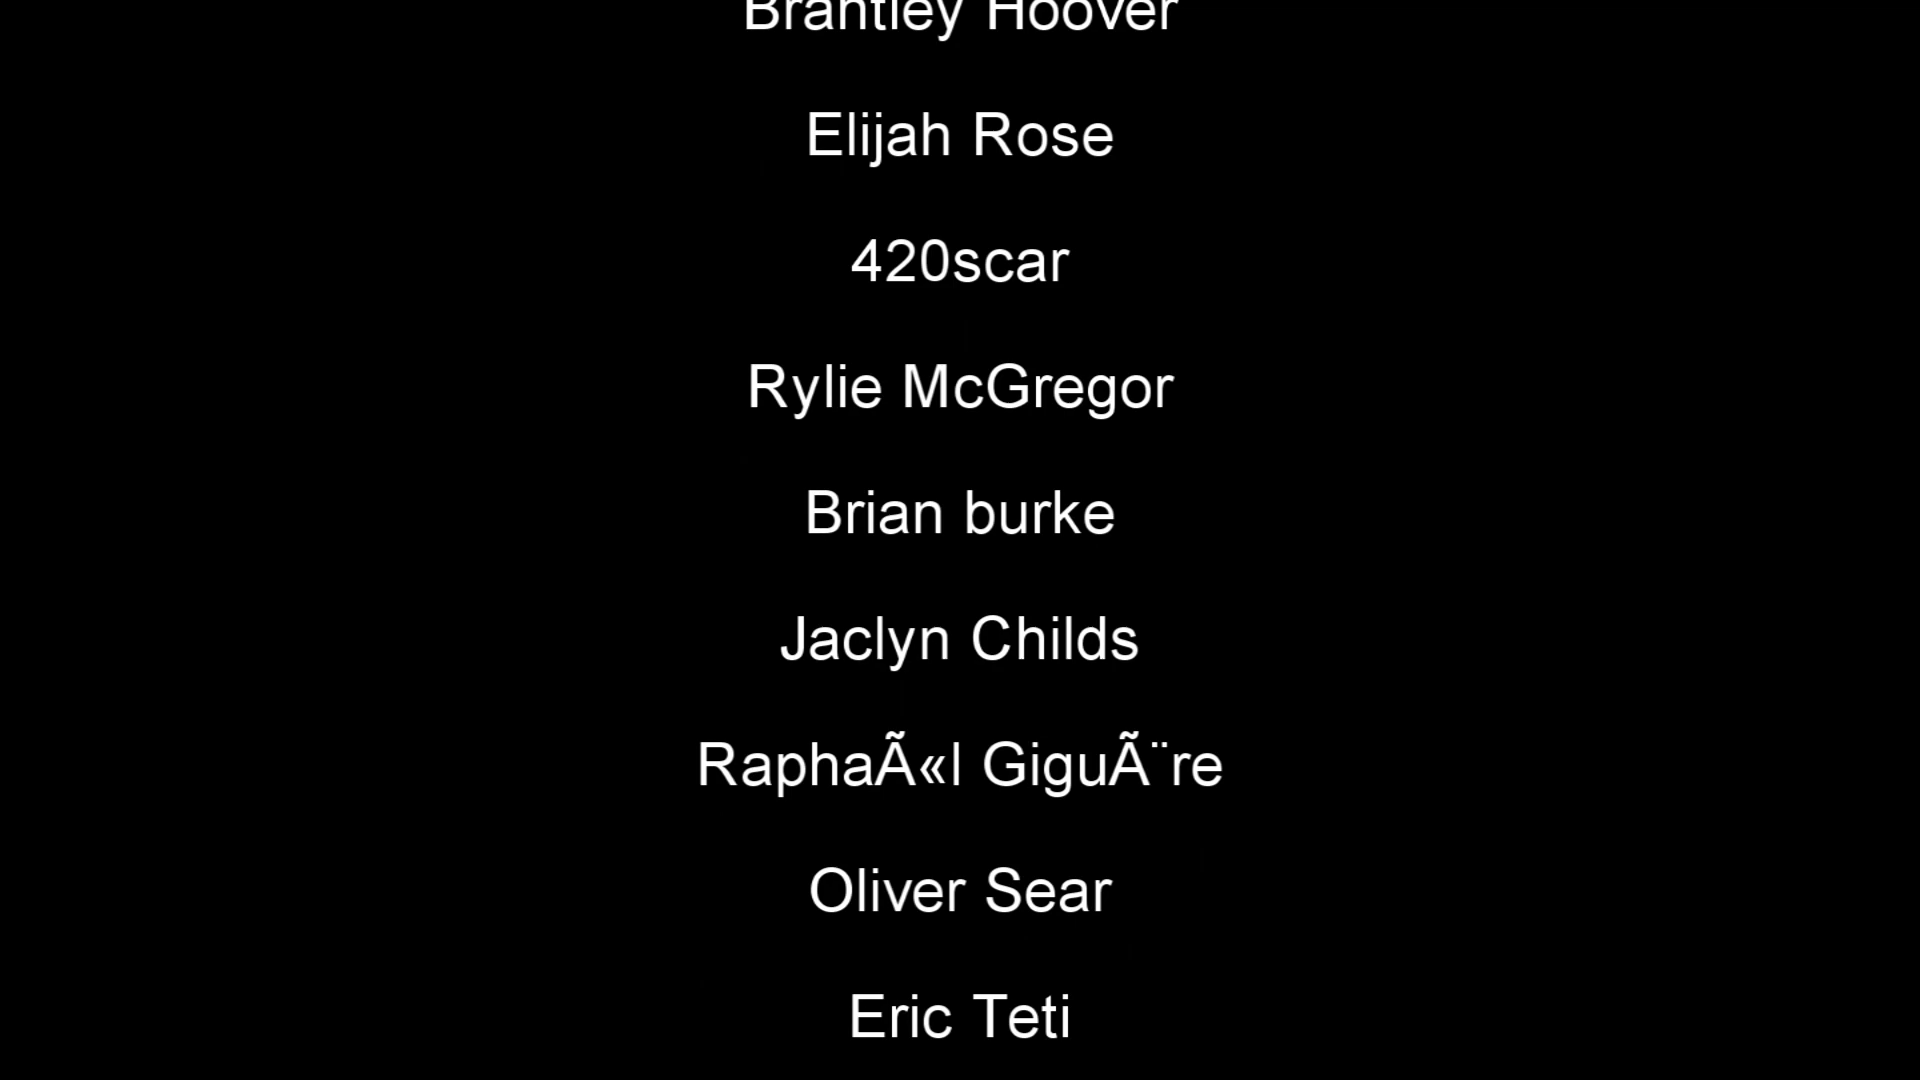 Brantley Hoover
Elijah Rose
420scar
Rylie McGregor
Brian burke
Jaclyn Childs
RaphaÃ«l GiguÃ¨re
Oliver Sear
Eric Teti